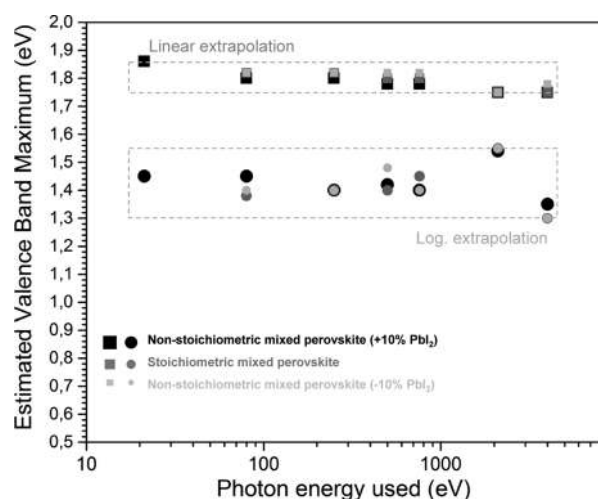 2,0
1,9
1,8
1,7
1,6
1,5
1,4
1,3
1,2
1,1
1,0
0,9
0,8
0,7
0,6
0,5
Estimated Valence Band Maximum (eV)
Linear extrapolation
Log. extrapolation
Non-stoichiometric mixed perovskite (+10% PbI₂)
Stoichiometric mixed perovskite
Non-stoichiometric mixed perovskite (-10% PbI₂)
10 100 1000
Photon energy used (eV)